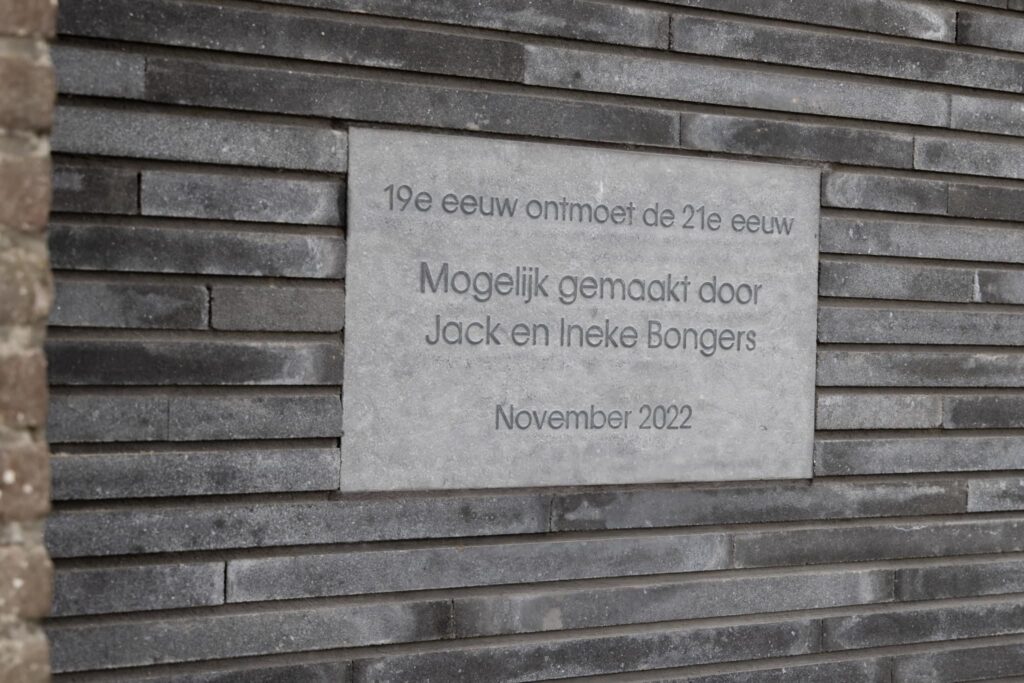 19e eeuw ontmoet de 21e eeuw
Mogelijk gemaakt door
Jack en Ineke Bongers
November 2022